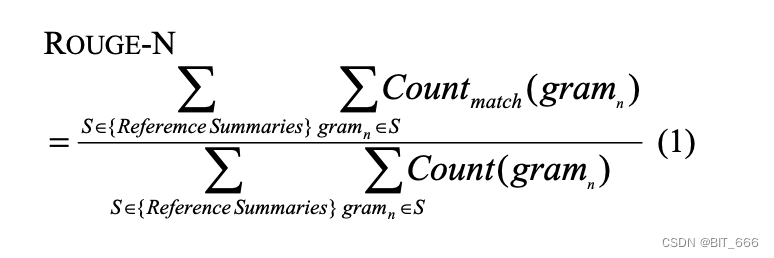 ROUGE-N
∑ ∑Count_match(gram_n)
S∈{Referemce Summaries} gram_n∈S
= (1)
∑ ∑Count(gram_n)
S∈{Reference Summaries} gram_n∈S
CSDN @BIT_666